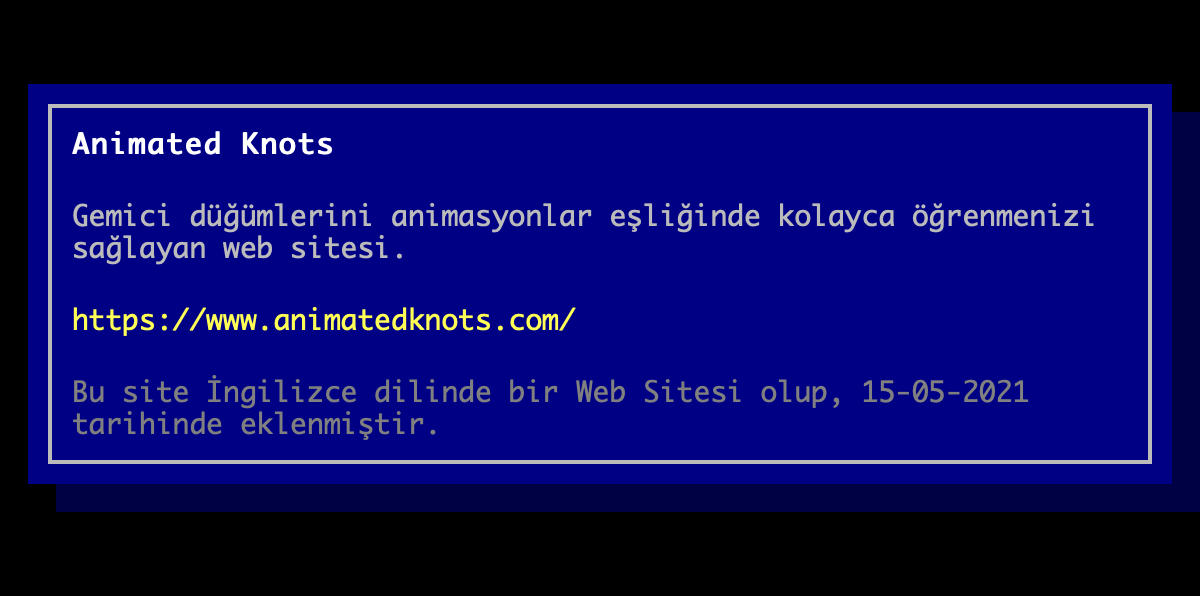 Animated Knots
Gemici düğümlerini animasyonlar eşliğinde kolayca öğrenmenizi
sağlayan web sitesi.
https://www.animatedknots.com/
Bu site İngilizce dilinde bir Web Sitesi olup, 15-05-2021
tarihinde eklenmiştir.